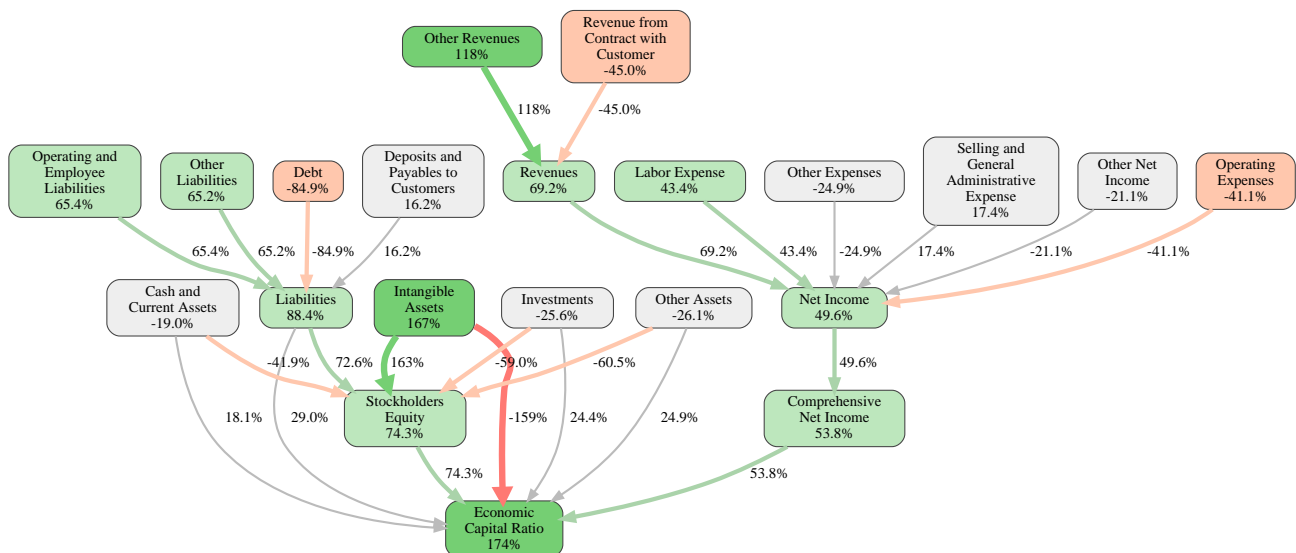 Other Revenues
118%
Revenue from
Contract with
Customer
-45.0%
118%
-45.0%
Operating and
Employee
Liabilities
65.4%
Other
Liabilities
65.2%
Debt
-84.9%
Deposits and
Payables to
Customers
16.2%
Revenues
69.2%
Labor Expense
43.4%
Other Expenses
-24.9%
Selling and
General
Administrative
Expense
17.4%
Other Net
Income
-21.1%
Operating
Expenses
-41.1%
65.4%
65.2%
-84.9%
16.2%
69.2%
43.4%
-24.9%
17.4%
-21.1%
-41.1%
Cash and
Current Assets
-19.0%
Liabilities
88.4%
Intangible
Assets
167%
Investments
-25.6%
Other Assets
-26.1%
Net Income
49.6%
-41.9%
72.6%
163%
-59.0%
-60.5%
49.6%
Stockholders
Equity
74.3%
Comprehensive
Net Income
53.8%
18.1%
29.0%
-159%
24.4%
24.9%
74.3%
53.8%
Economic
Capital Ratio
174%